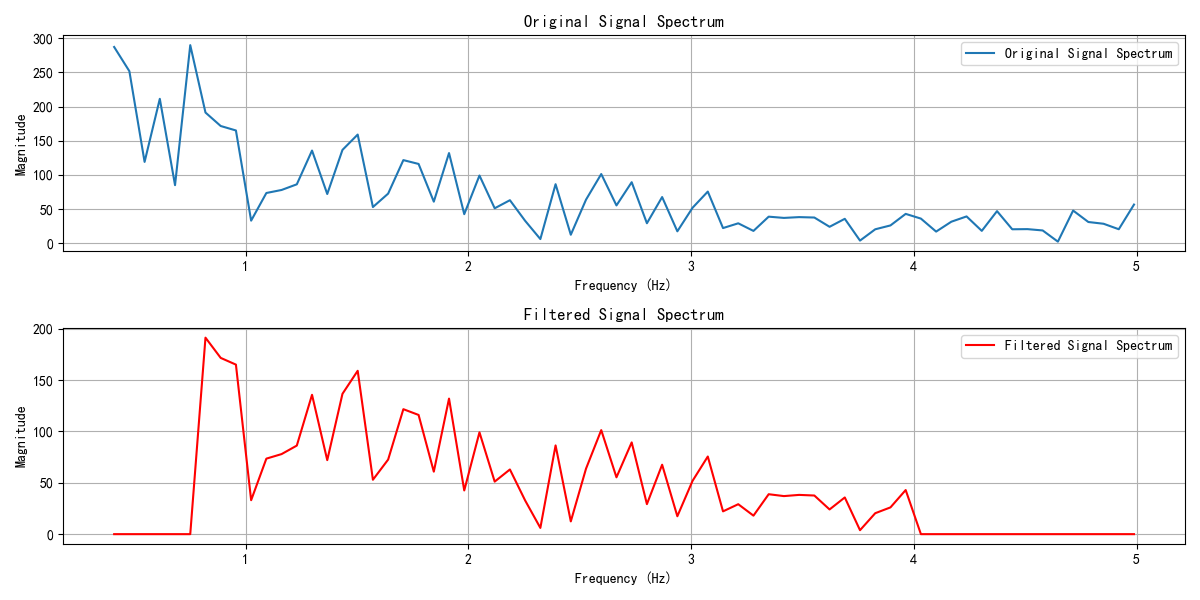 Original Signal Spectrum
300
250
200
150
100
50
0
Magnitude
Original Signal Spectrum
1
2
3
4
5
Frequency (Hz)
Filtered Signal Spectrum
200
150
100
50
0
Magnitude
Filtered Signal Spectrum
1
2
3
4
5
Frequency (Hz)